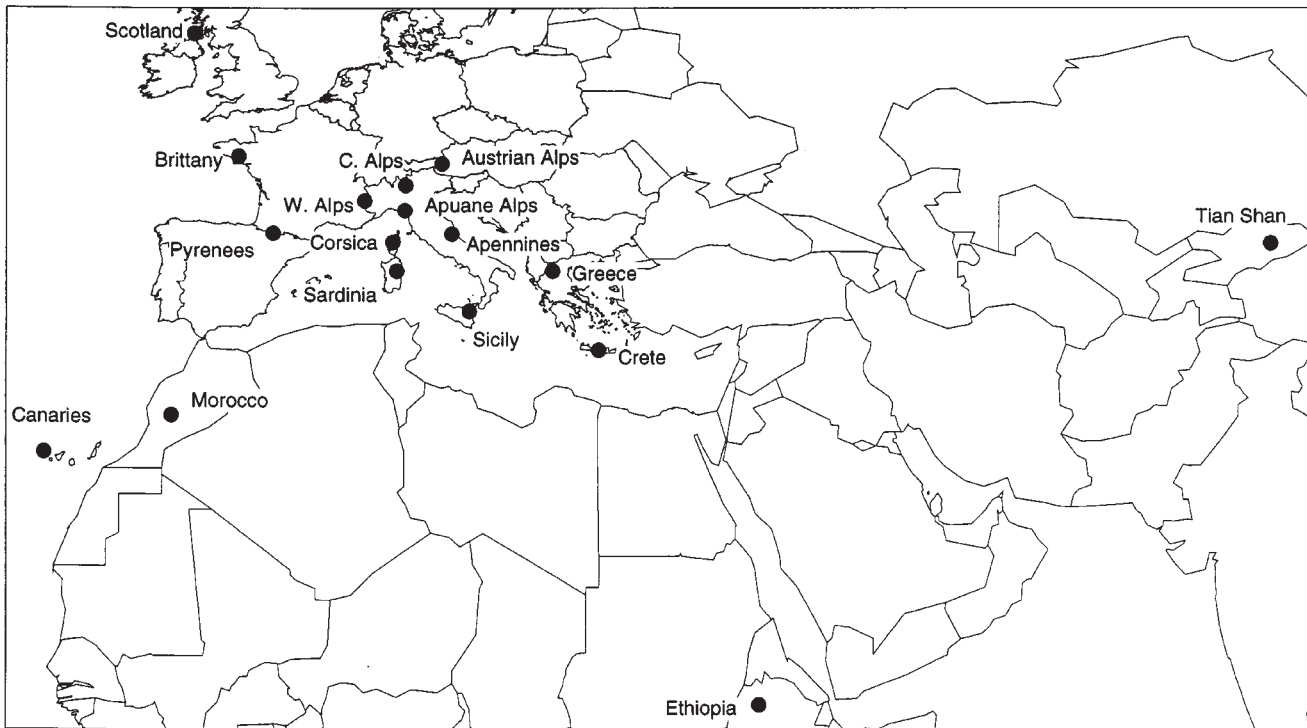 Scotland
Brittany
C. Alps
Austrian Alps
W. Alps
Apuane Alps
Tian Shan
Pyrenees
Corsica
Apennines
Greece
Sardinia
Sicily
Crete
Morocco
Canaries
Ethiopia